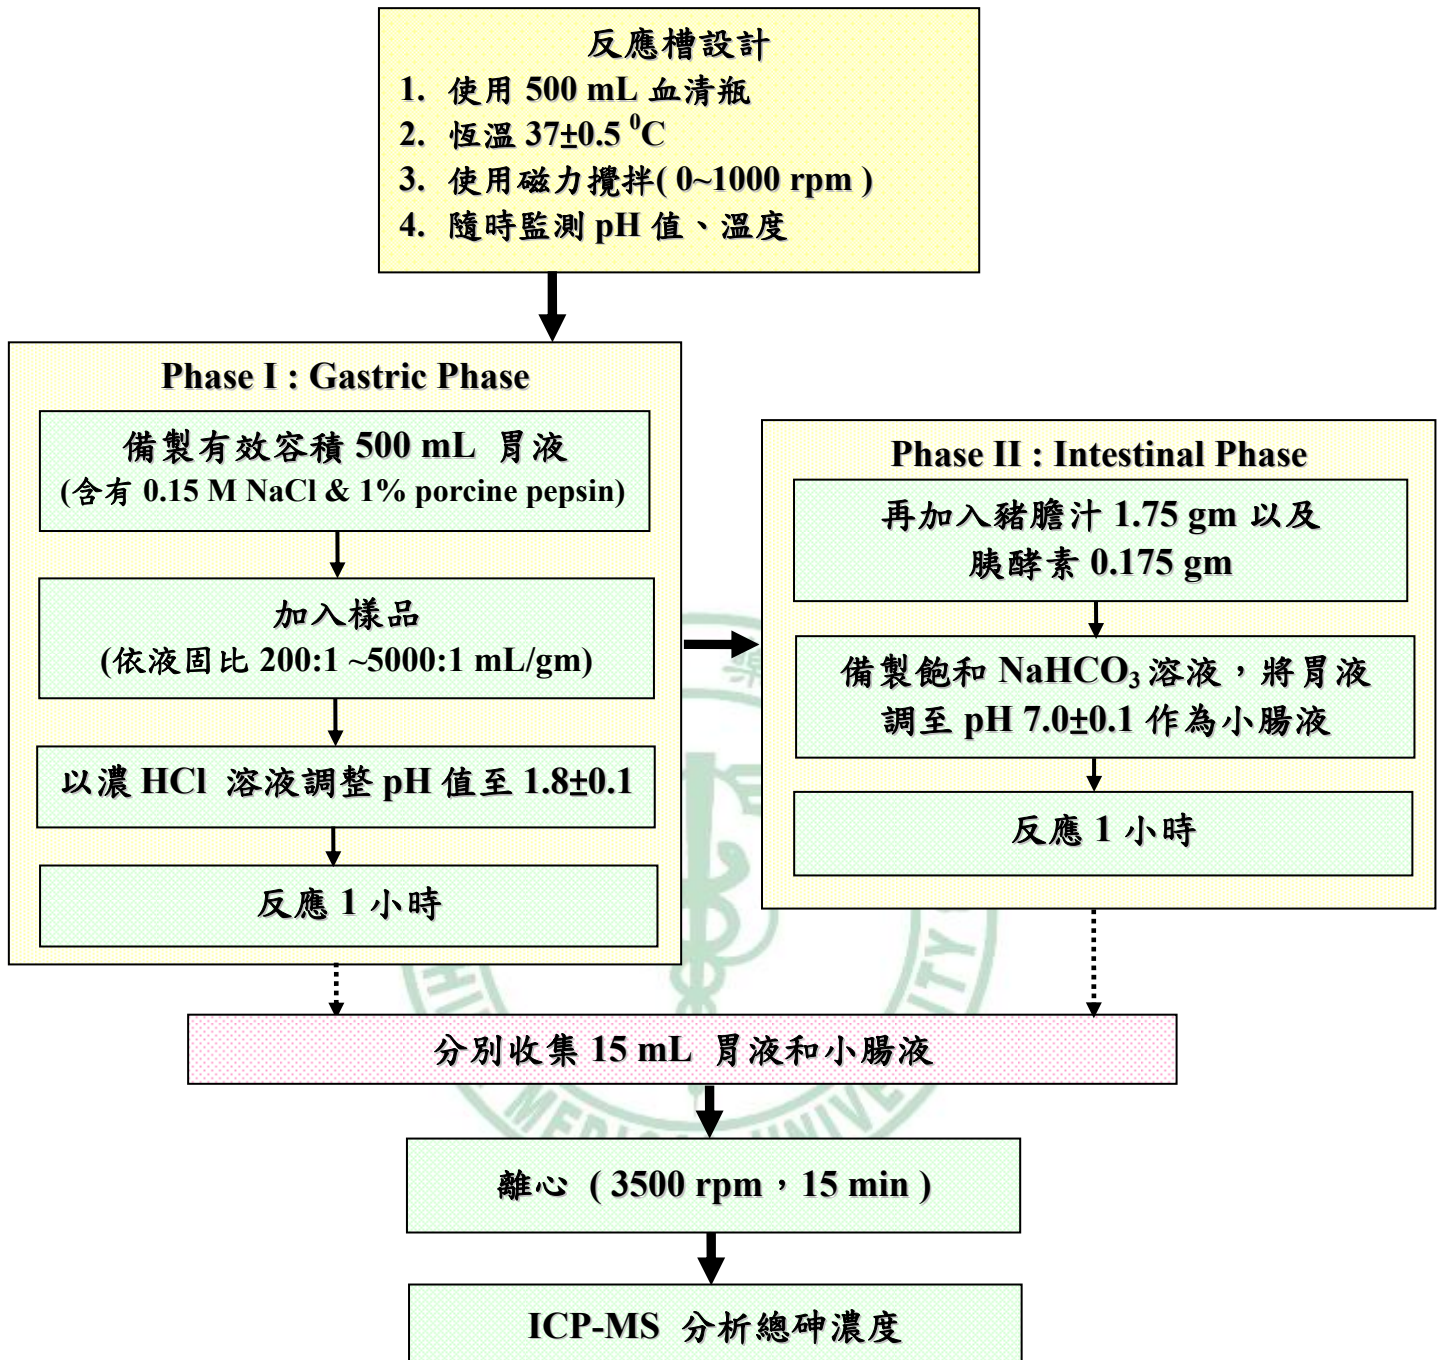 反應槽設計
1. 使用 500 mL 血清瓶
2. 恆溫 37±0.5 ⁰C
3. 使用磁力攪拌( 0~1000 rpm )
4. 隨時監測 pH 值、溫度
Phase I : Gastric Phase
備製有效容積 500 mL 胃液
(含有 0.15 M NaCl & 1% porcine pepsin)
加入樣品
(依液固比 200:1 ~5000:1 mL/gm)
以濃 HCl 溶液調整 pH 值至 1.8±0.1
反應 1 小時
Phase II : Intestinal Phase
再加入豬膽汁 1.75 gm 以及
胰酵素 0.175 gm
備製飽和 NaHCO₃ 溶液，將胃液
調至 pH 7.0±0.1 作為小腸液
反應 1 小時
分別收集 15 mL 胃液和小腸液
離心 ( 3500 rpm，15 min )
ICP-MS 分析總砷濃度